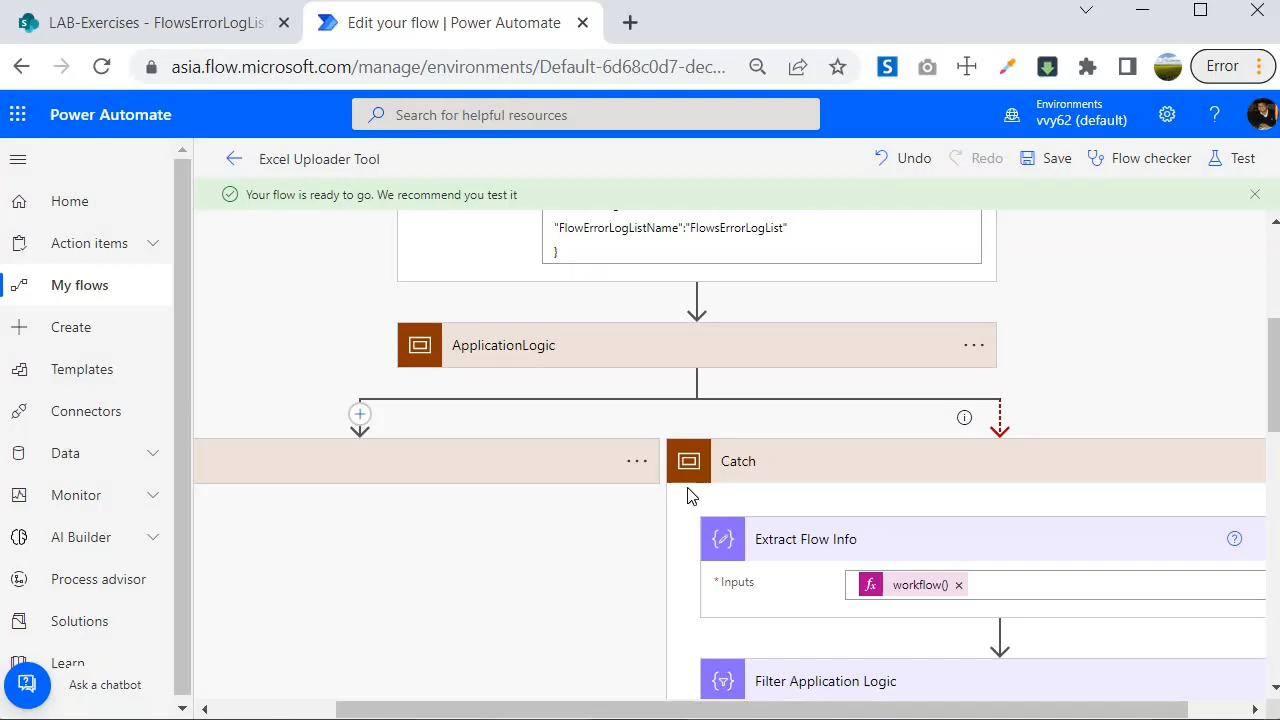 LAB-Exercises - FlowsErrorLogList
Edit your flow | Power Automate
asia.flow.microsoft.com/manage/environments/Default-6d68c0d7-dec...
Error
Power Automate
Search for helpful resources
Environments
vvy62 (default)
Excel Uploader Tool
Undo
Redo
Save
Flow checker
Test
Your flow is ready to go. We recommend you test it
Home
Action items
My flows
Create
Templates
Connectors
Data
Monitor
AI Builder
Process advisor
Solutions
Learn
Ask a chatbot
"FlowErrorLogListName":"FlowsErrorLogList"
}
ApplicationLogic
Catch
Extract Flow Info
* Inputs
fx workflow() ×
Filter Application Logic